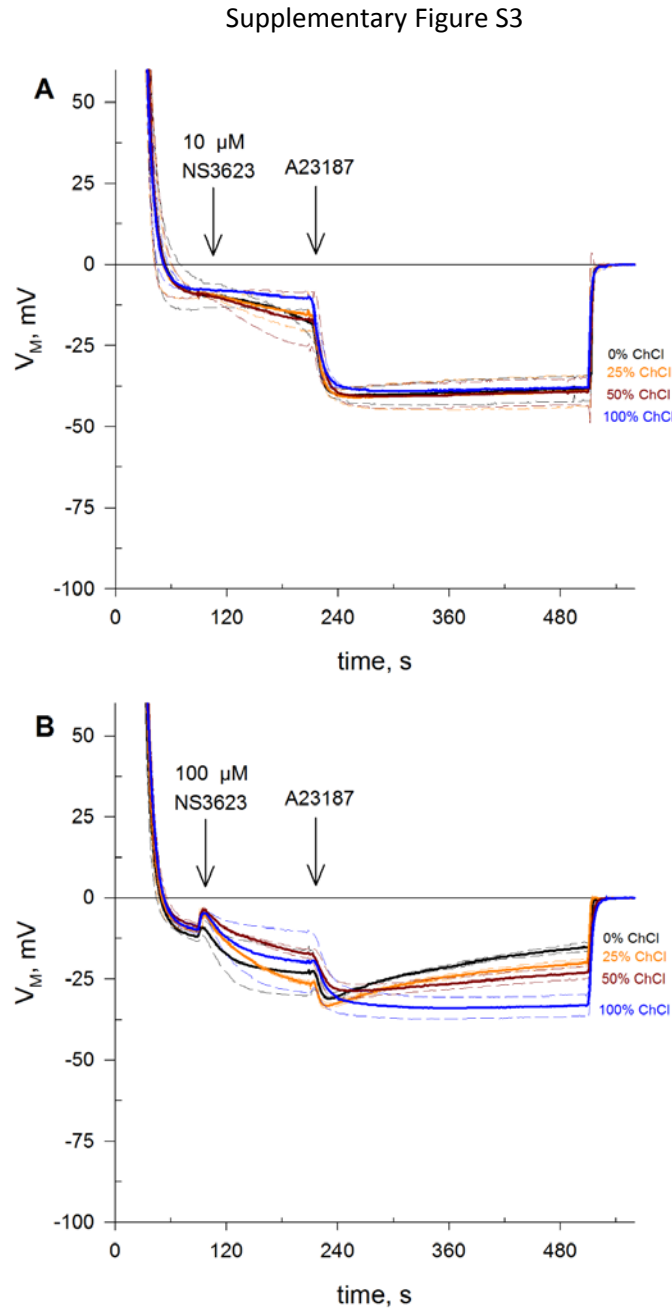 Supplementary Figure S3
A
50
10 µM
NS3623
A23187
25
0
V_M, mV
-25
0% ChCl
25% ChCl
50% ChCl
100% ChCl
-50
-75
-100
0 120 240 360 480
time, s
B
50
100 µM
NS3623
A23187
25
0
V_M, mV
-25
0% ChCl
25% ChCl
50% ChCl
100% ChCl
-50
-75
-100
0 120 240 360 480
time, s